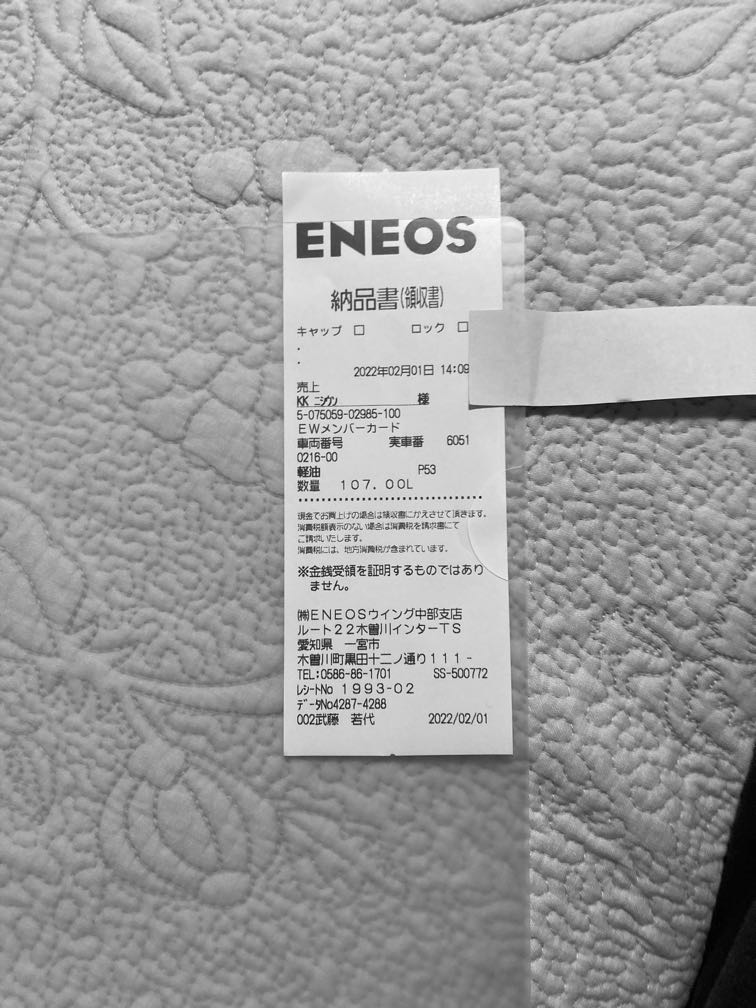 ENEOS
納品書(領収書)
キャップ □ ロック □
・
・
2022年02月01日 14:09
売上
KK ニシウン 様
5-075059-02985-100
EWメンバーカード
車両番号 実車番 6051
0216-00
軽油 P53
数量 107.00L
現金でお買上げの場合は領収書にかえさせて頂きます。
消費税額表示のない場合は消費税を請求書にて
ご請求いたします。
消費税には、地方消費税が含まれています。
※金銭受領を証明するものではあり
ません。
㈱ENEOSウイング中部支店
ルート22木曽川インターTS
愛知県 一宮市
木曽川町黒田十二ノ通り111-
TEL:0586-86-1701 SS-500772
レシートNo 1993-02
データNo4287-4288
002武藤 若代 2022/02/01